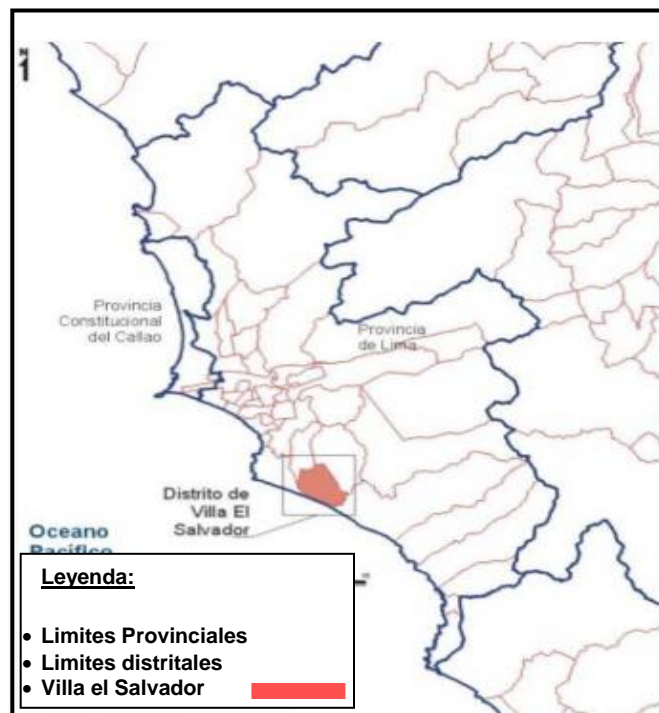 N
Provincia
Constitucional
del Callao
Provincia
de Lima
Distrito de
Villa El
Salvador
Oceano
Pacifico
Leyenda:
• Limites Provinciales
• Limites distritales
• Villa el Salvador